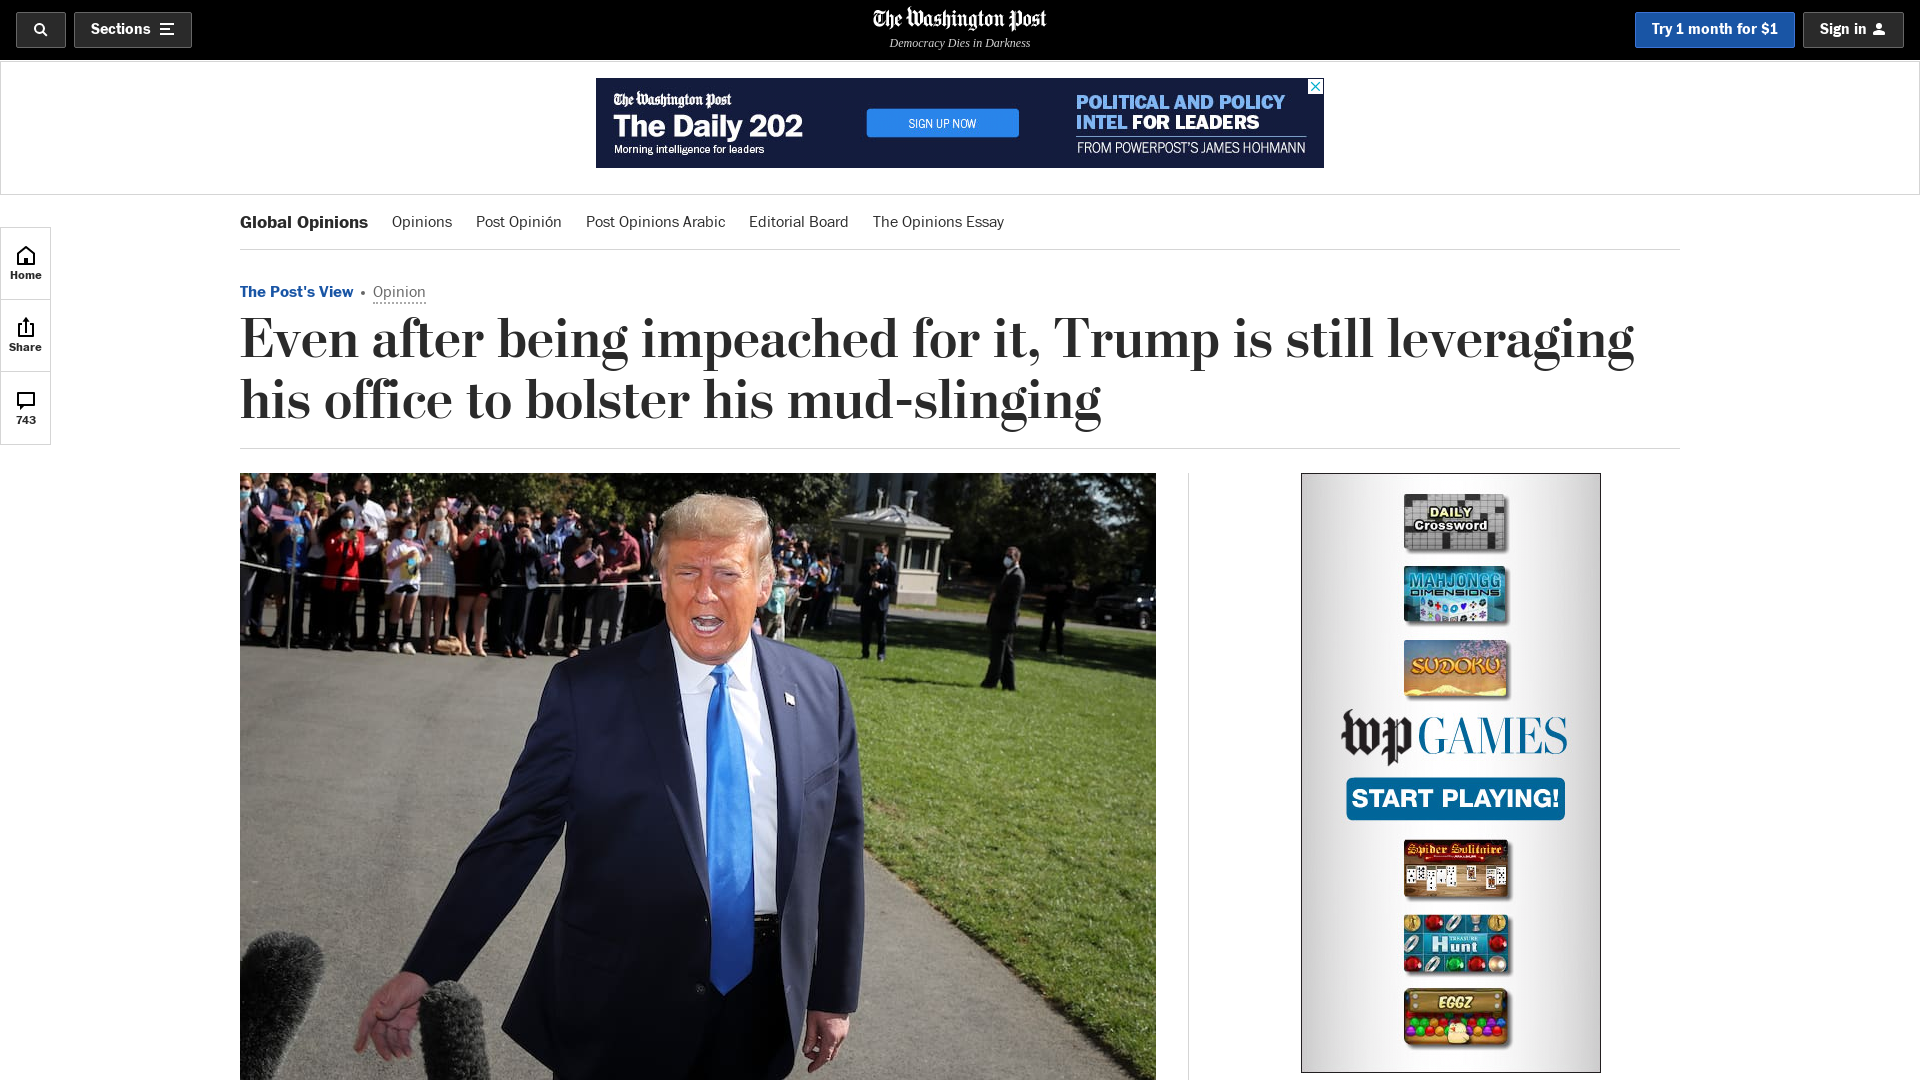 Sections
The Washington Post
Democracy Dies in Darkness
Try 1 month for $1
Sign in
The Washington Post
The Daily 202
Morning intelligence for leaders
SIGN UP NOW
POLITICAL AND POLICY
INTEL FOR LEADERS
FROM POWERPOST'S JAMES HOHMANN
Global Opinions
Opinions
Post Opinión
Post Opinions Arabic
Editorial Board
The Opinions Essay
Home
Share
743
The Post's View • Opinion
Even after being impeached for it, Trump is still leveraging
his office to bolster his mud-slinging
DAILY
Crossword
MAHJONGG
DIMENSIONS
SUDOKU
wp GAMES
START PLAYING!
Spider Solitaire
TREASURE
Hunt
EGGZ